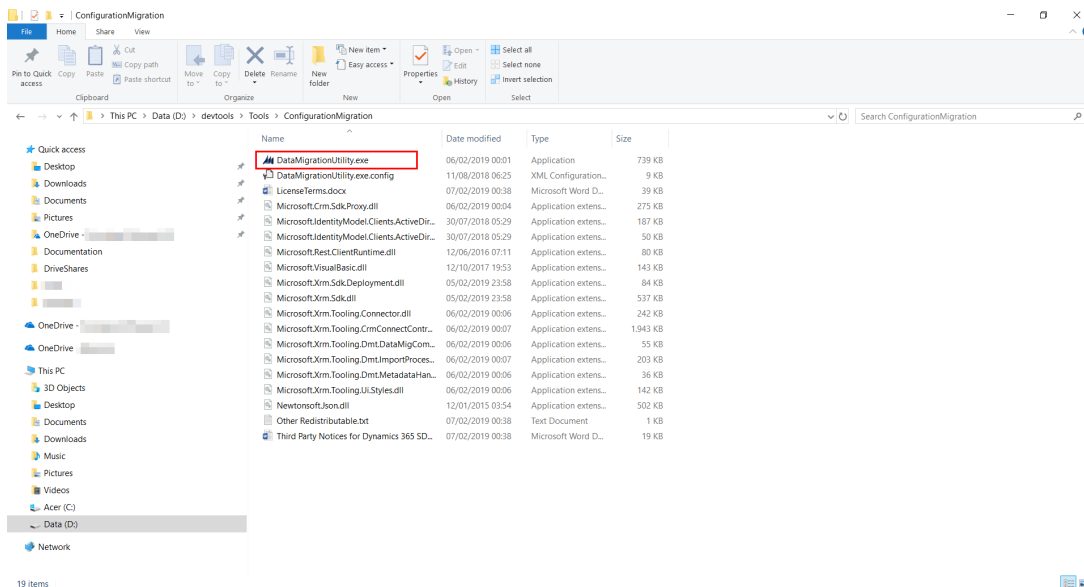 ConfigurationMigration
File Home Share View
Pin to Quick access
Copy
Paste
Cut
Copy path
Paste shortcut
Clipboard
Move to
Copy to
Delete
Rename
Organize
New folder
New item
Easy access
New
Properties
Open
Edit
History
Open
Select all
Select none
Invert selection
Select
> This PC > Data (D:) > devtools > Tools > ConfigurationMigration
Search ConfigurationMigration
Quick access
Desktop
Downloads
Documents
Pictures
OneDrive -
Documentation
DriveShares
OneDrive -
OneDrive
This PC
3D Objects
Desktop
Documents
Downloads
Music
Pictures
Videos
Acer (C:)
Data (D:)
Network
Name Date modified Type Size
DataMigrationUtility.exe 06/02/2019 00:01 Application 739 KB
DataMigrationUtility.exe.config 11/08/2018 06:25 XML Configuration... 9 KB
LicenseTerms.docx 07/02/2019 00:38 Microsoft Word D... 39 KB
Microsoft.Crm.Sdk.Proxy.dll 06/02/2019 00:04 Application extens... 275 KB
Microsoft.IdentityModel.Clients.ActiveDir... 30/07/2018 05:29 Application extens... 187 KB
Microsoft.IdentityModel.Clients.ActiveDir... 30/07/2018 05:29 Application extens... 50 KB
Microsoft.Rest.ClientRuntime.dll 12/06/2016 07:11 Application extens... 80 KB
Microsoft.VisualBasic.dll 12/10/2017 19:53 Application extens... 143 KB
Microsoft.Xrm.Sdk.Deployment.dll 05/02/2019 23:58 Application extens... 84 KB
Microsoft.Xrm.Sdk.dll 05/02/2019 23:58 Application extens... 537 KB
Microsoft.Xrm.Tooling.Connector.dll 06/02/2019 00:06 Application extens... 242 KB
Microsoft.Xrm.Tooling.CrmConnectContr... 06/02/2019 00:07 Application extens... 1.943 KB
Microsoft.Xrm.Tooling.Dmt.DataMigCom... 06/02/2019 00:06 Application extens... 55 KB
Microsoft.Xrm.Tooling.Dmt.ImportProces... 06/02/2019 00:07 Application extens... 203 KB
Microsoft.Xrm.Tooling.Dmt.MetadataHan... 06/02/2019 00:06 Application extens... 36 KB
Microsoft.Xrm.Tooling.Ui.Styles.dll 06/02/2019 00:06 Application extens... 142 KB
Newtonsoft.Json.dll 12/01/2015 03:54 Application extens... 502 KB
Other Redistributable.txt 07/02/2019 00:38 Text Document 1 KB
Third Party Notices for Dynamics 365 SD... 07/02/2019 00:38 Microsoft Word D... 19 KB
19 items